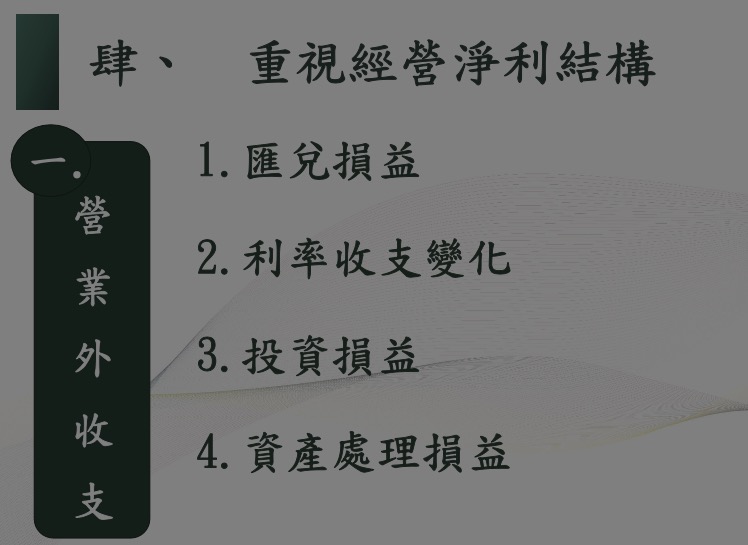 肆、 重視經營淨利結構
一.
營業外收支
1.匯兌損益
2.利率收支變化
3.投資損益
4.資產處理損益